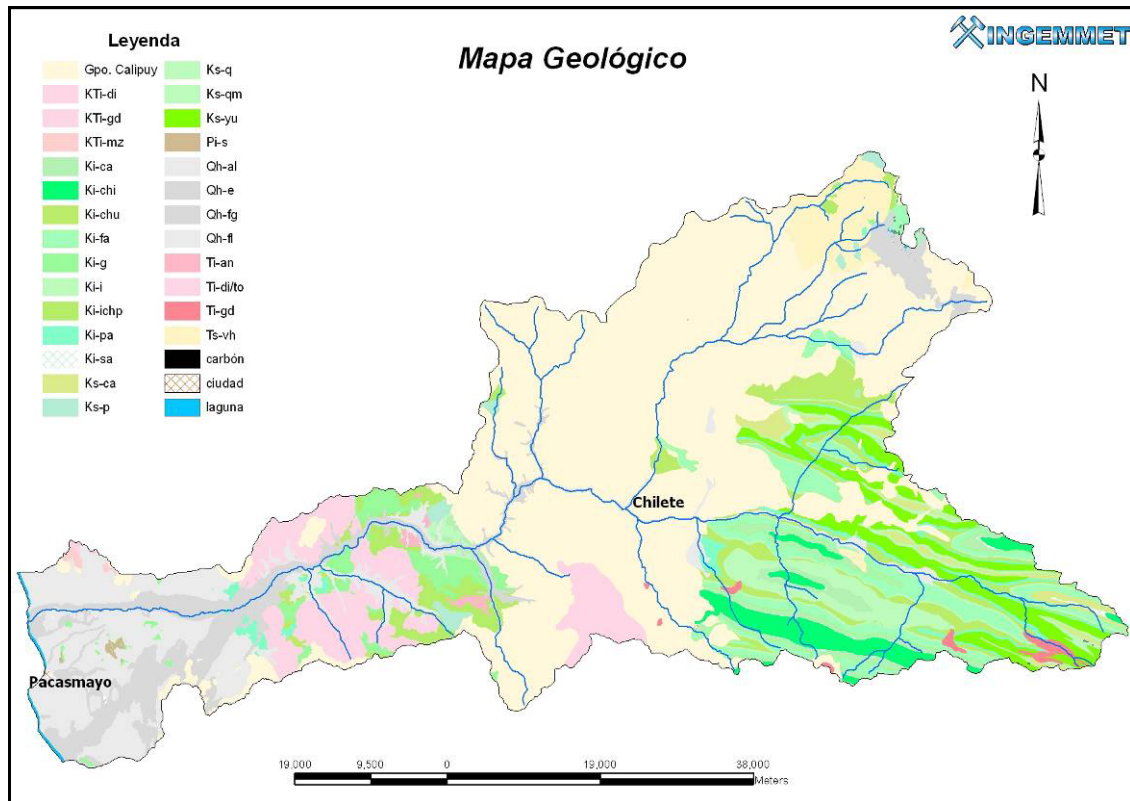 Leyenda
Gpo. Calipuy
KTi-di
KTi-gd
KTi-mz
Ki-ca
Ki-chi
Ki-chu
Ki-fa
Ki-g
Ki-i
Ki-ichp
Ki-pa
Ki-sa
Ks-ca
Ks-p
Ks-q
Ks-qm
Ks-yu
Pi-s
Qh-al
Qh-e
Qh-fg
Qh-fl
Ti-an
Ti-di/to
Ti-gd
Ts-vh
carbón
ciudad
laguna
Mapa Geológico
INGEMMET
N
Chilete
Pacasmayo
19,000 9,500 0 19,000 38,000
Meters